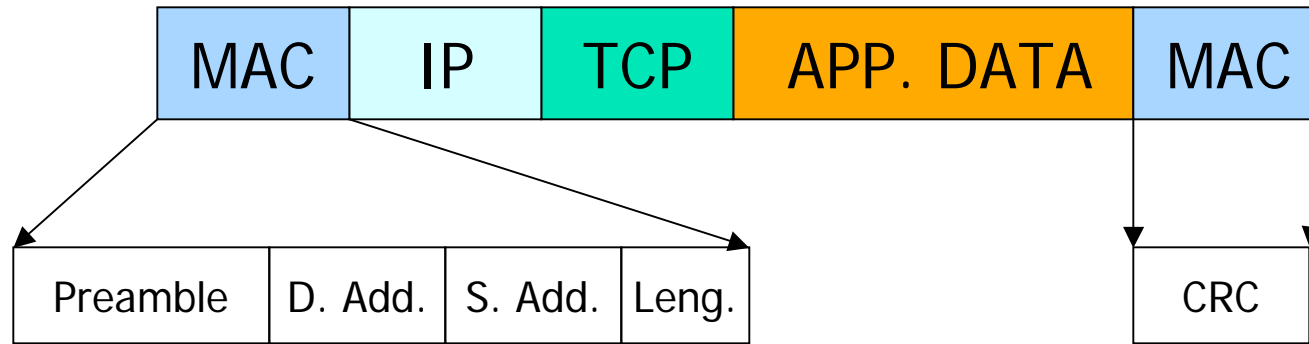 MAC IP TCP APP. DATA MAC
Preamble D. Add. S. Add. Leng. CRC